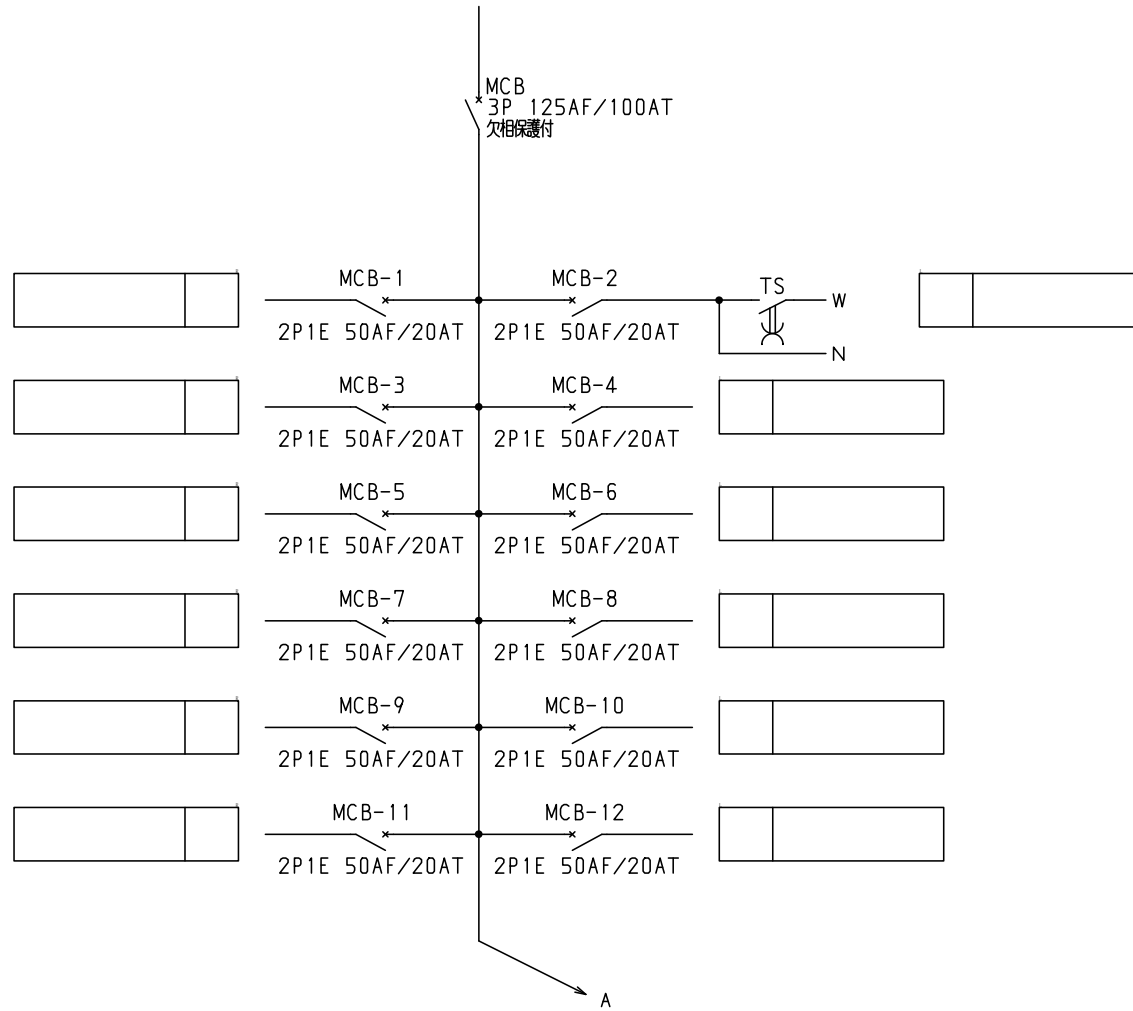 MCB
3P 125AF/100AT
欠相保護付
MCB-1
MCB-2
TS
W
2P1E 50AF/20AT
2P1E 50AF/20AT
N
MCB-3
MCB-4
2P1E 50AF/20AT
2P1E 50AF/20AT
MCB-5
MCB-6
2P1E 50AF/20AT
2P1E 50AF/20AT
MCB-7
MCB-8
2P1E 50AF/20AT
2P1E 50AF/20AT
MCB-9
MCB-10
2P1E 50AF/20AT
2P1E 50AF/20AT
MCB-11
MCB-12
2P1E 50AF/20AT
2P1E 50AF/20AT
A